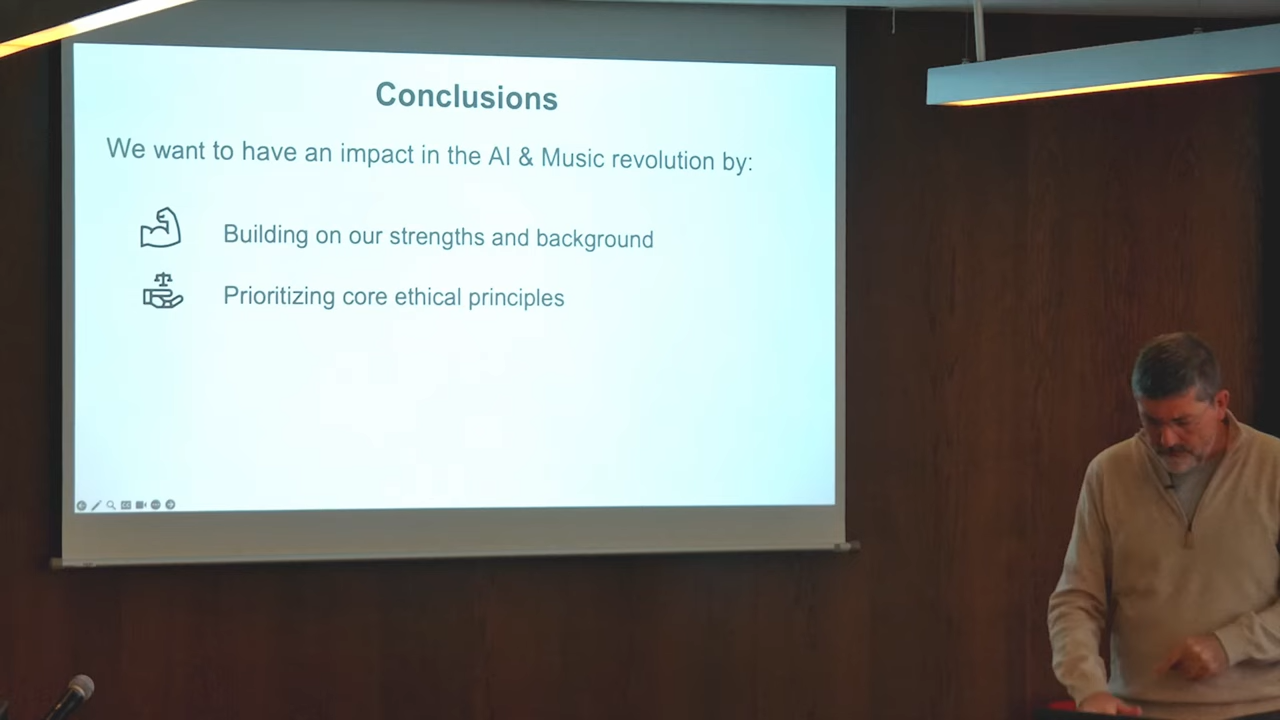 Conclusions
We want to have an impact in the AI & Music revolution by:
Building on our strengths and background
Prioritizing core ethical principles